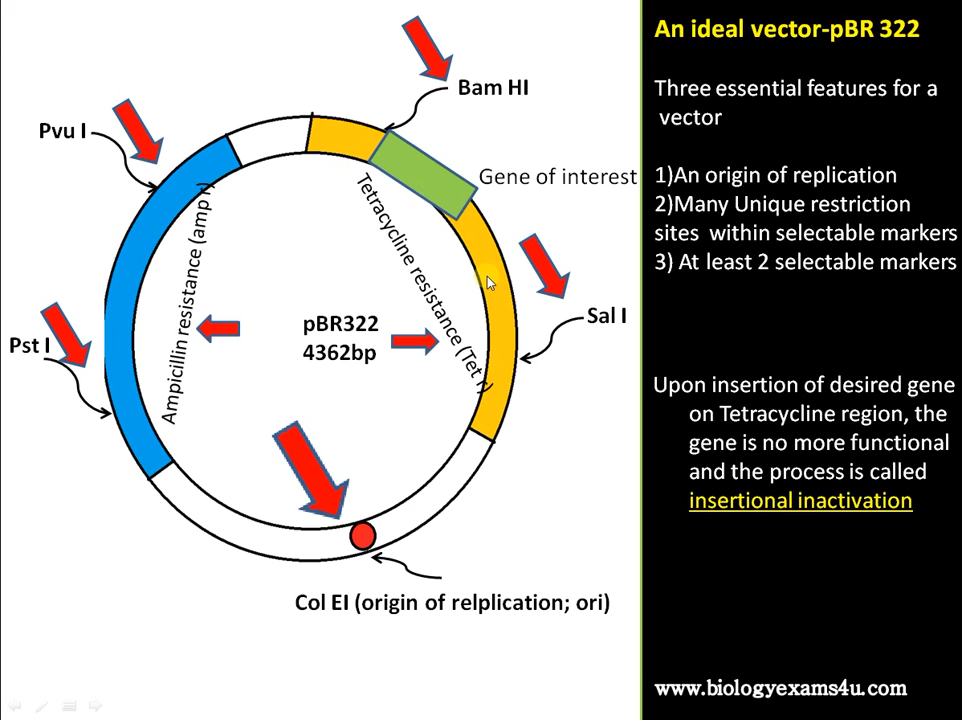 An ideal vector-pBR 322
Three essential features for a
vector
1)An origin of replication
2)Many Unique restriction
sites within selectable markers
3) At least 2 selectable markers
Upon insertion of desired gene
on Tetracycline region, the
gene is no more functional
and the process is called
insertional inactivation
www.biologyexams4u.com
Bam HI
Pvu I
Gene of interest
Tetracycline resistance (Tet r)
Ampicillin resistance (amp r)
Sal I
pBR322
4362bp
Pst I
Col EI (origin of relplication; ori)